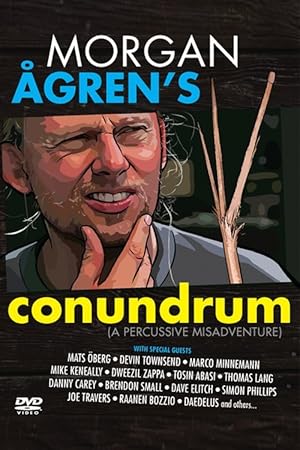 MORGAN
ÅGREN'S
conundrum
(A PERCUSSIVE MISADVENTURE)
WITH SPECIAL GUESTS
MATS ÖBERG • DEVIN TOWNSEND • MARCO MINNEMANN
MIKE KENEALLY • DWEEZIL ZAPPA • TOSIN ABASI • THOMAS LANG
DANNY CAREY • BRENDON SMALL • DAVE ELITCH • SIMON PHILLIPS
JOE TRAVERS • RAANEN BOZZIO • DAEDELUS and others...
DVD
VIDEO